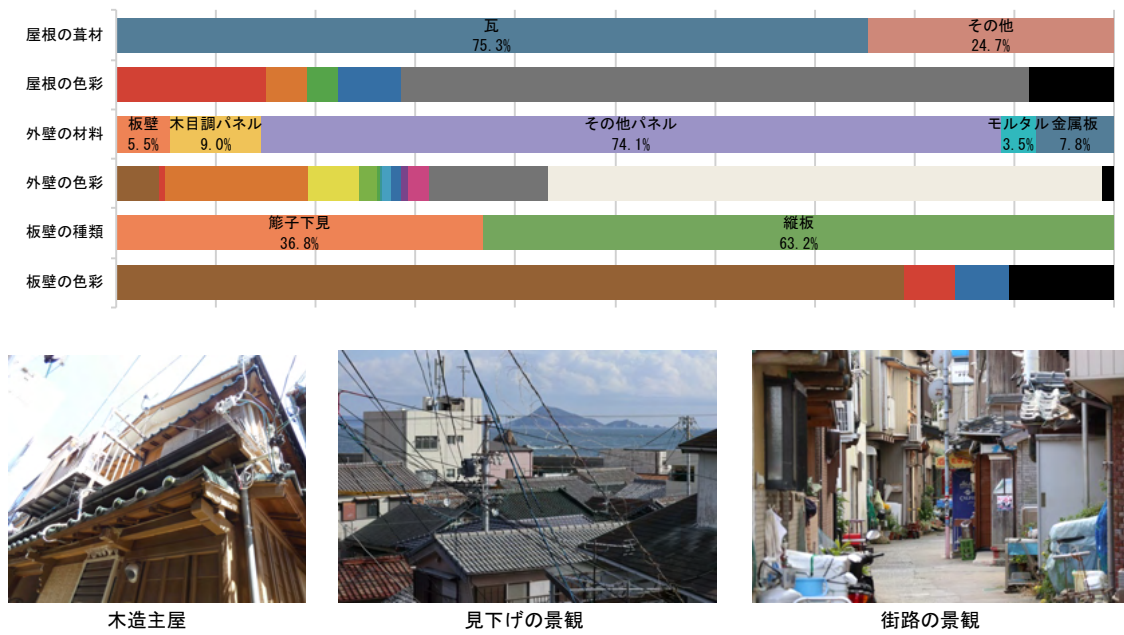 屋根の葺材
瓦
75.3%
その他
24.7%
屋根の色彩
外壁の材料
板壁
5.5%
木目調パネル
9.0%
その他パネル
74.1%
モルタル
3.5%
金属板
7.8%
外壁の色彩
板壁の種類
簓子下見
36.8%
縦板
63.2%
板壁の色彩
木造主屋
見下げの景観
街路の景観